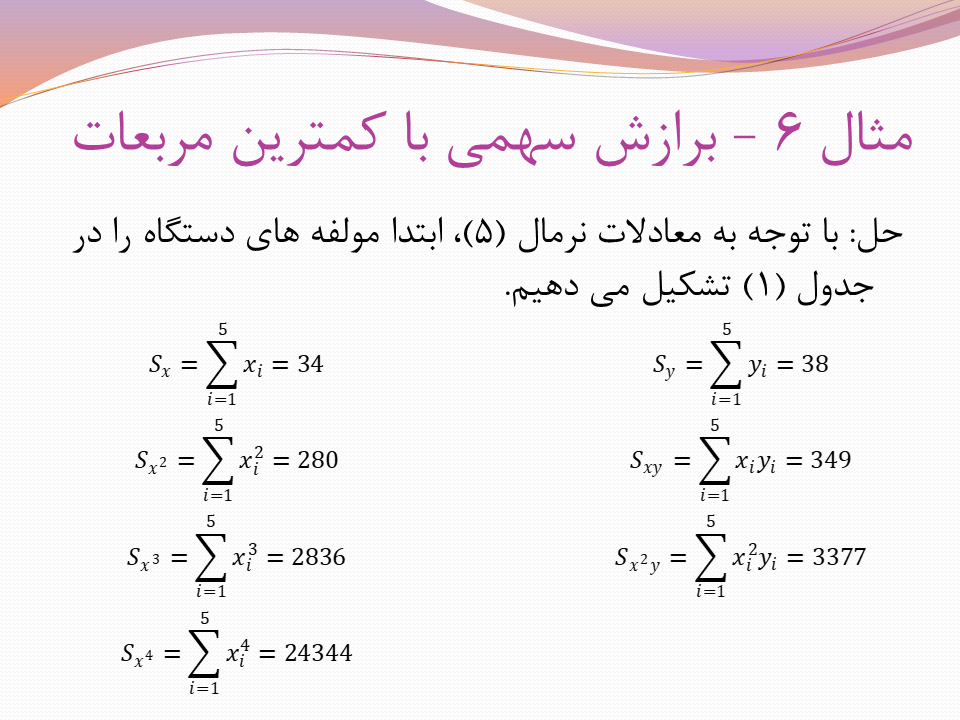 مثال ۶ – برازش سهمی با کمترین مربعات
حل: با توجه به معادلات نرمال (۵)، ابتدا مولفه های دستگاه را در
جدول (۱) تشکیل می دهیم.
$S_x = \sum_{i=1}^{5} x_i = 34$
$S_y = \sum_{i=1}^{5} y_i = 38$
$S_{x^2} = \sum_{i=1}^{5} x_i^2 = 280$
$S_{xy} = \sum_{i=1}^{5} x_i y_i = 349$
$S_{x^3} = \sum_{i=1}^{5} x_i^3 = 2836$
$S_{x^2y} = \sum_{i=1}^{5} x_i^2 y_i = 3377$
$S_{x^4} = \sum_{i=1}^{5} x_i^4 = 24344$